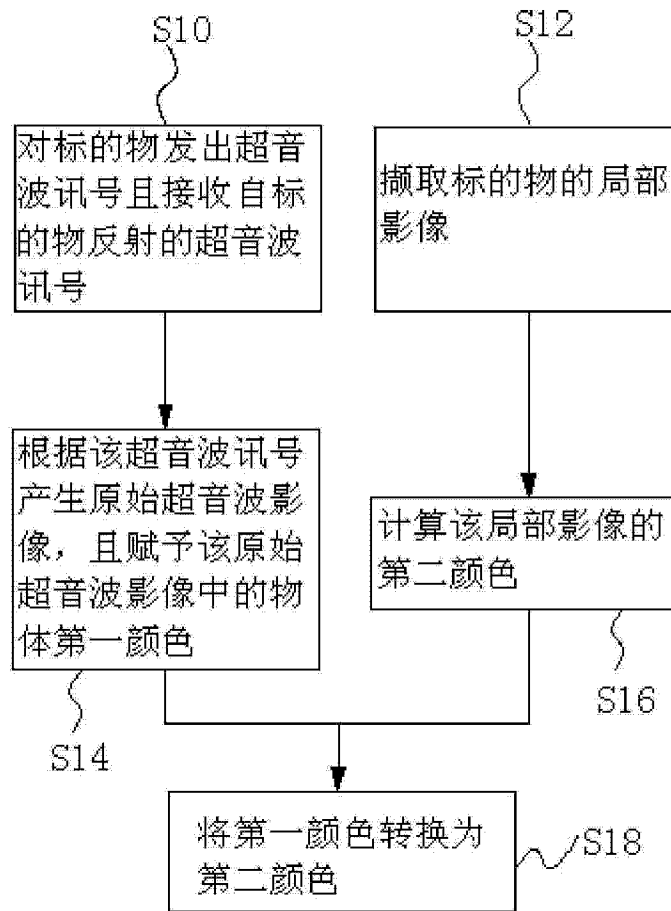 S10
S12
对标的物发出超音
波讯号且接收自标
的物反射的超音波
讯号
撷取标的物的局部
影像
根据该超音波讯号
产生原始超音波影
像，且赋予该原始
超音波影像中的物
体第一颜色
计算该局部影像的
第二颜色
S14
S16
将第一颜色转换为
第二颜色
S18